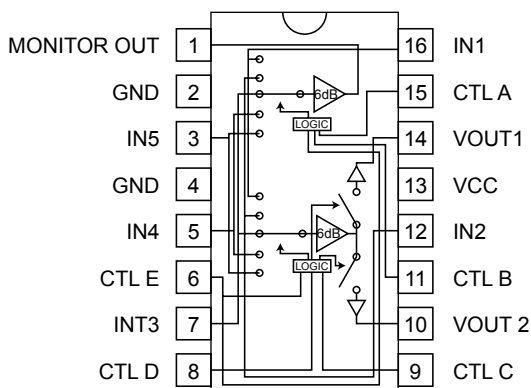 MONITOR OUT 1 16 IN1
GND 2 6dB 15 CTL A
LOGIC
IN5 3 14 VOUT1
GND 4 13 VCC
IN4 5 6dB 12 IN2
LOGIC
CTL E 6 11 CTL B
INT3 7 10 VOUT 2
CTL D 8 9 CTL C